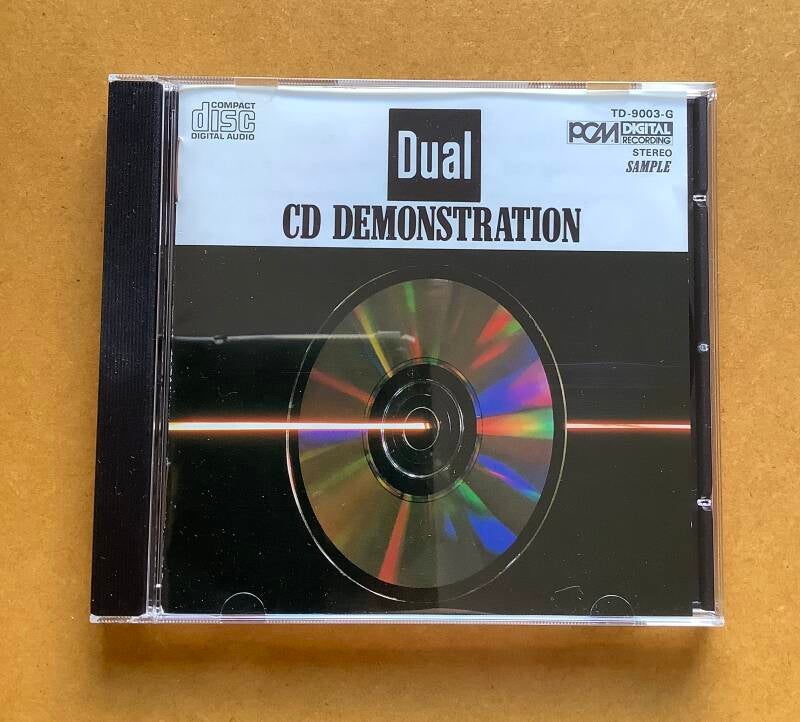 COMPACT
disc
DIGITAL AUDIO
Dual
CD DEMONSTRATION
TD-9003-G
PCM DIGITAL RECORDING
STEREO
SAMPLE